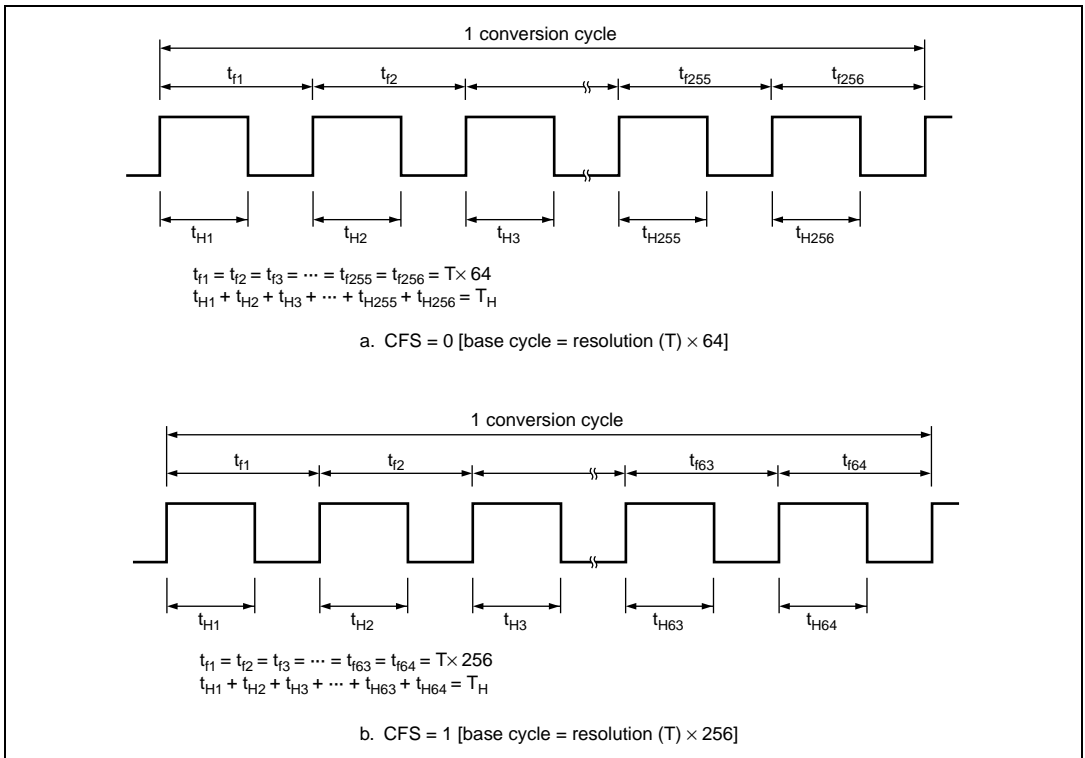 1 conversion cycle
tf1 tf2 tf255 tf256
tH1 tH2 tH3 tH255 tH256
tf1 = tf2 = tf3 = ··· = tf255 = tf256 = T× 64
tH1 + tH2 + tH3 + ··· + tH255 + tH256 = TH
a. CFS = 0 [base cycle = resolution (T) × 64]
1 conversion cycle
tf1 tf2 tf63 tf64
tH1 tH2 tH3 tH63 tH64
tf1 = tf2 = tf3 = ··· = tf63 = tf64 = T× 256
tH1 + tH2 + tH3 + ··· + tH63 + tH64 = TH
b. CFS = 1 [base cycle = resolution (T) × 256]